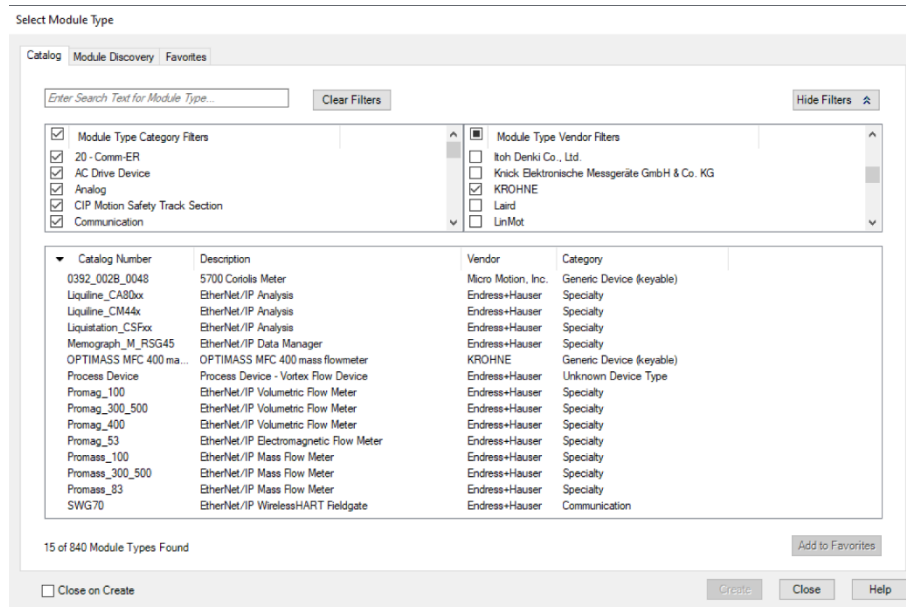 Select Module Type
Catalog Module Discovery Favorites
Enter Search Text for Module Type... Clear Filters Hide Filters
Module Type Category Filters
20 - Comm-ER
AC Drive Device
Analog
CIP Motion Safety Track Section
Communication
Module Type Vendor Filters
Itoh Denki Co., Ltd.
Knick Elektronische Messgeräte GmbH & Co. KG
KROHNE
Laird
LinMot
Catalog Number Description Vendor Category
0392_002B_0048 5700 Coriolis Meter Micro Motion, Inc. Generic Device (keyable)
Liquiline_CA80xx EtherNet/IP Analysis Endress+Hauser Specialty
Liquiline_CM44x EtherNet/IP Analysis Endress+Hauser Specialty
Liquistation_CSFxx EtherNet/IP Analysis Endress+Hauser Specialty
Memograph_M_RSG45 EtherNet/IP Data Manager Endress+Hauser Specialty
OPTIMASS MFC 400 ma... OPTIMASS MFC 400 mass flowmeter KROHNE Generic Device (keyable)
Process Device Process Device - Vortex Flow Device Endress+Hauser Unknown Device Type
Promag_100 EtherNet/IP Volumetric Flow Meter Endress+Hauser Specialty
Promag_300_500 EtherNet/IP Volumetric Flow Meter Endress+Hauser Specialty
Promag_400 EtherNet/IP Volumetric Flow Meter Endress+Hauser Specialty
Promag_53 EtherNet/IP Electromagnetic Flow Meter Endress+Hauser Specialty
Promass_100 EtherNet/IP Mass Flow Meter Endress+Hauser Specialty
Promass_300_500 EtherNet/IP Mass Flow Meter Endress+Hauser Specialty
Promass_83 EtherNet/IP Mass Flow Meter Endress+Hauser Specialty
SWG70 EtherNet/IP WirelessHART Fieldgate Endress+Hauser Communication
15 of 840 Module Types Found Add to Favorites
Close on Create Create Close Help